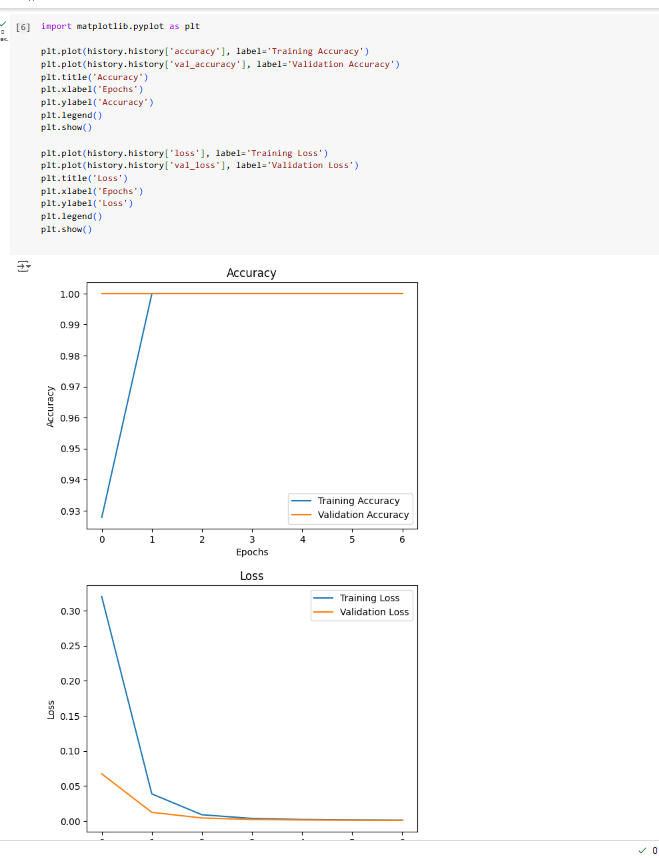 [6] import matplotlib.pyplot as plt
plt.plot(history.history['accuracy'], label='Training Accuracy')
plt.plot(history.history['val_accuracy'], label='Validation Accuracy')
plt.title('Accuracy')
plt.xlabel('Epochs')
plt.ylabel('Accuracy')
plt.legend()
plt.show()
plt.plot(history.history['loss'], label='Training Loss')
plt.plot(history.history['val_loss'], label='Validation Loss')
plt.title('Loss')
plt.xlabel('Epochs')
plt.ylabel('Loss')
plt.legend()
plt.show()
Accuracy
1.00
0.99
0.98
0.97
0.96
0.95
0.94
0.93
Accuracy
Training Accuracy
Validation Accuracy
0 1 2 3 4 5 6
Epochs
Loss
0.30
0.25
0.20
0.15
0.10
0.05
0.00
Loss
Training Loss
Validation Loss
0